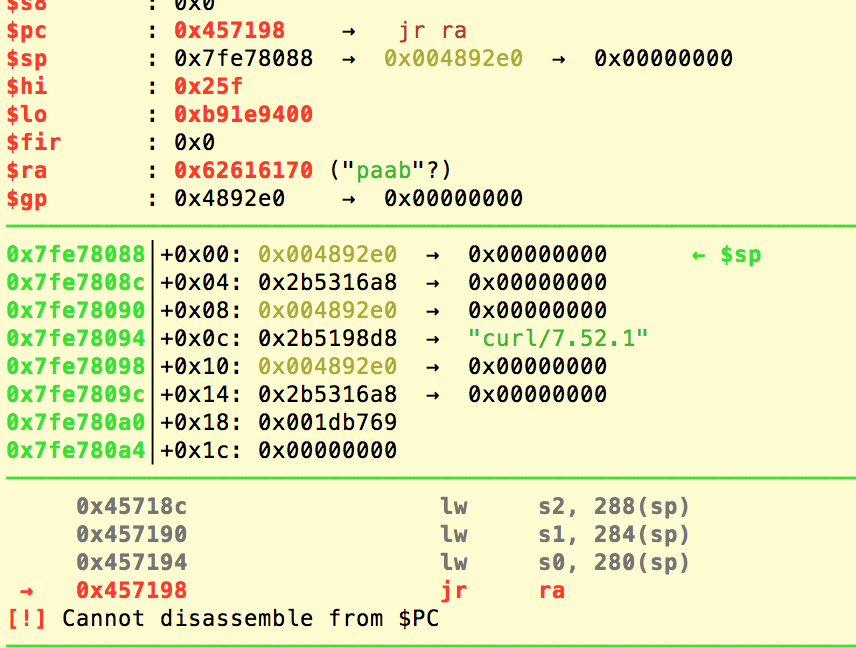 $s8 : 0x0
$pc : 0x457198 → jr ra
$sp : 0x7fe78088 → 0x004892e0 → 0x00000000
$hi : 0x25f
$lo : 0xb91e9400
$fir : 0x0
$ra : 0x62616170 ("paab"?)
$gp : 0x4892e0 → 0x00000000
0x7fe78088│+0x00: 0x004892e0 → 0x00000000 ← $sp
0x7fe7808c│+0x04: 0x2b5316a8 → 0x00000000
0x7fe78090│+0x08: 0x004892e0 → 0x00000000
0x7fe78094│+0x0c: 0x2b5198d8 → "curl/7.52.1"
0x7fe78098│+0x10: 0x004892e0 → 0x00000000
0x7fe7809c│+0x14: 0x2b5316a8 → 0x00000000
0x7fe780a0│+0x18: 0x001db769
0x7fe780a4│+0x1c: 0x00000000
0x45718c lw s2, 288(sp)
0x457190 lw s1, 284(sp)
0x457194 lw s0, 280(sp)
→ 0x457198 jr ra
[!] Cannot disassemble from $PC